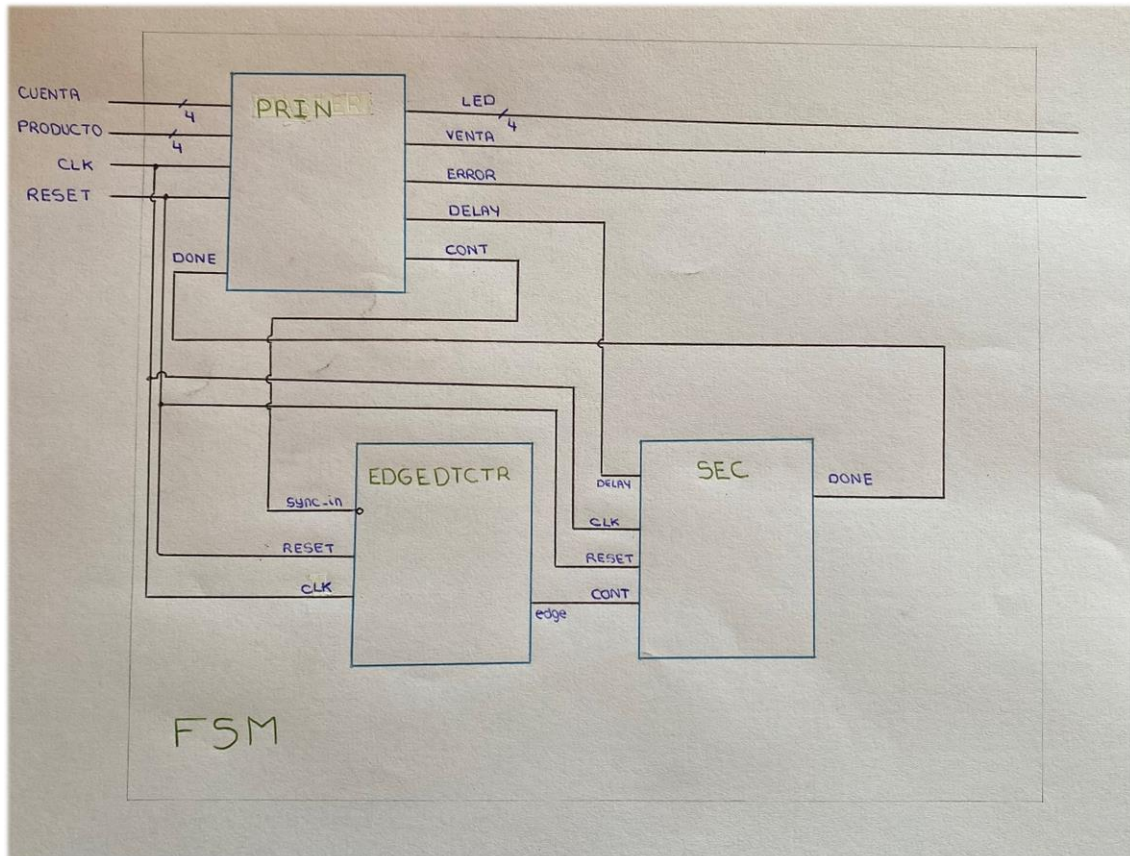 CUENTA
4
PRODUCTO
4
CLK
RESET
DONE
PRIN
LED
4
VENTA
ERROR
DELAY
CONT
EDGEDTCTR
sync_in
RESET
CLK
edge
SEC
DELAY
CLK
RESET
CONT
DONE
FSM